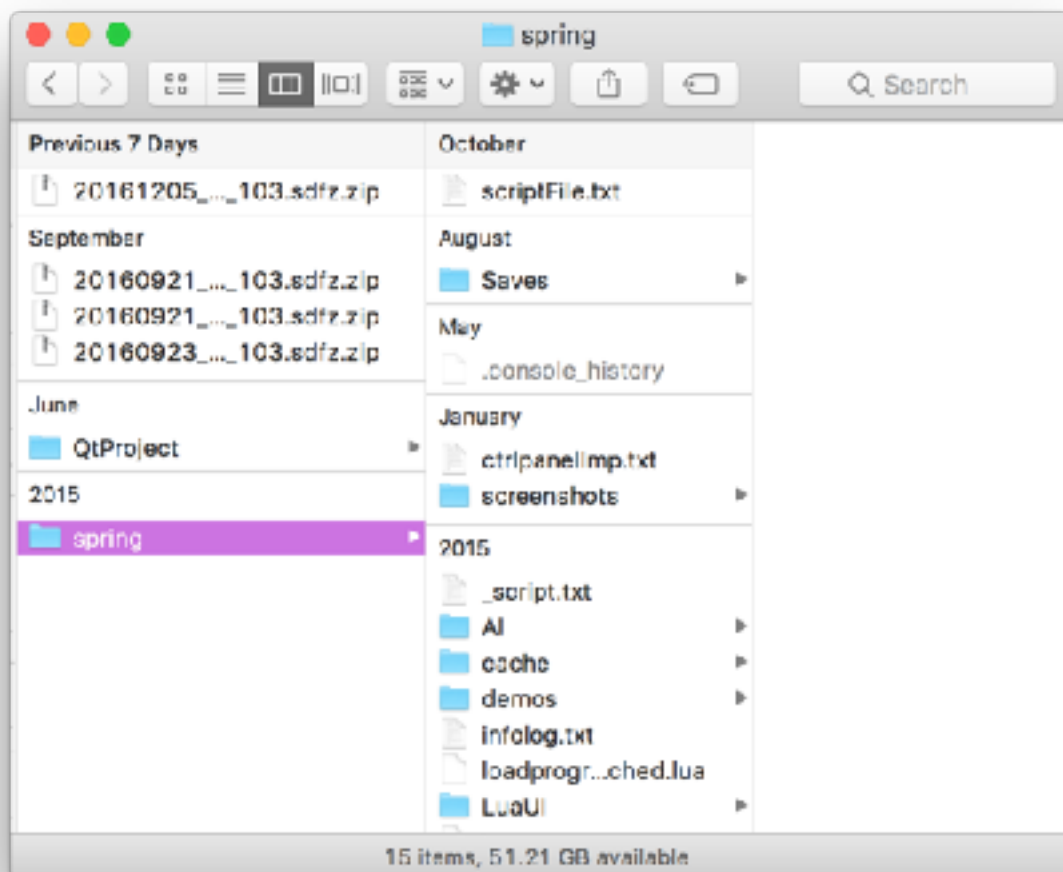 spring
Search
Previous 7 Days
20161205_..._103.sdfz.zip
September
20160921_..._103.sdfz.zip
20160921_..._103.sdfz.zip
20160923_..._103.sdfz.zip
June
QtProject
2015
spring
October
scriptFile.txt
August
Saves
May
.console_history
January
ctrlpanelimp.txt
screenshots
2015
_script.txt
AI
cache
demos
infolog.txt
loadprogr...ched.lua
LuaUI
15 items, 51.21 GB available